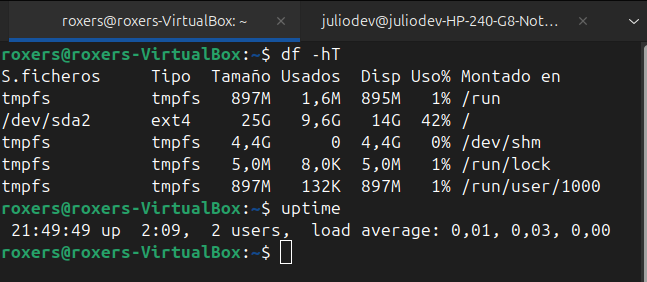 roxers@roxers-VirtualBox: ~ × juliodev@juliodev-HP-240-G8-Not… ×
roxers@roxers-VirtualBox:~$ df -hT
S.ficheros Tipo Tamaño Usados Disp Uso% Montado en
tmpfs tmpfs 897M 1,6M 895M 1% /run
/dev/sda2 ext4 25G 9,6G 14G 42% /
tmpfs tmpfs 4,4G 0 4,4G 0% /dev/shm
tmpfs tmpfs 5,0M 8,0K 5,0M 1% /run/lock
tmpfs tmpfs 897M 132K 897M 1% /run/user/1000
roxers@roxers-VirtualBox:~$ uptime
21:49:49 up 2:09, 2 users, load average: 0,01, 0,03, 0,00
roxers@roxers-VirtualBox:~$